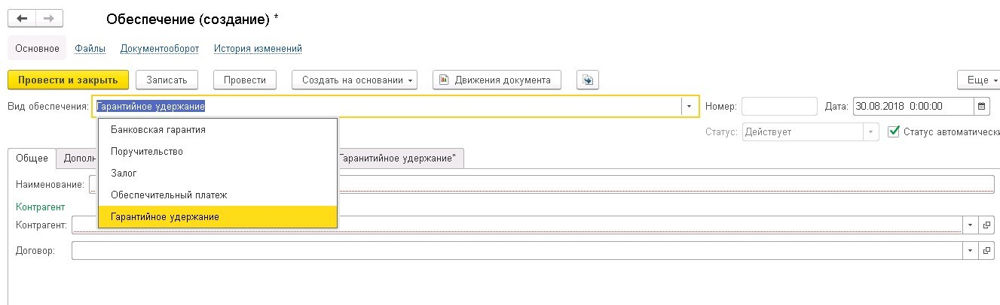 Обеспечение (создание) *
Основное Файлы Документооборот История изменений
Провести и закрыть Записать Провести Создать на основании Движения документа Еще
Вид обеспечения: Гарантийное удержание Номер: Дата: 30.08.2018 0:00:00
Банковская гарантия
Статус: Действует Статус автоматически
Поручительство
Общее Дополн Гаранитийное удержание"
Залог
Наименование:
Обеспечительный платеж
Контрагент
Гарантийное удержание
Контрагент:
Договор: